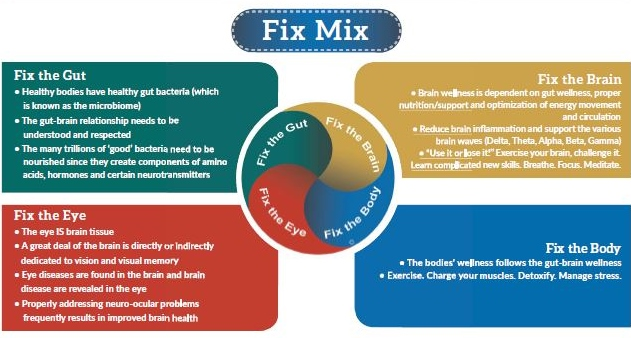 Fix Mix
Fix the Gut
• Healthy bodies have healthy gut bacteria (which
is known as the microbiome)
• The gut-brain relationship needs to be
understood and respected
• The many trillions of ‘good’ bacteria need to be
nourished since they create components of amino
acids, hormones and certain neurotransmitters
Fix the Brain
• Brain wellness is dependent on gut wellness, proper
nutrition/support and optimization of energy movement
and circulation
• Reduce brain inflammation and support the various
brain waves (Delta, Theta, Alpha, Beta, Gamma)
• “Use it or lose it!” Exercise your brain, challenge it.
Learn complicated new skills. Breathe. Focus. Meditate.
Fix the Gut
Fix the Brain
Fix the Eye
Fix the Body
©
Fix the Eye
• The eye IS brain tissue
• A great deal of the brain is directly or indirectly
dedicated to vision and visual memory
• Eye diseases are found in the brain and brain
disease are revealed in the eye
• Properly addressing neuro-ocular problems
frequently results in improved brain health
Fix the Body
• The bodies’ wellness follows the gut-brain wellness
• Exercise. Charge your muscles. Detoxify. Manage stress.